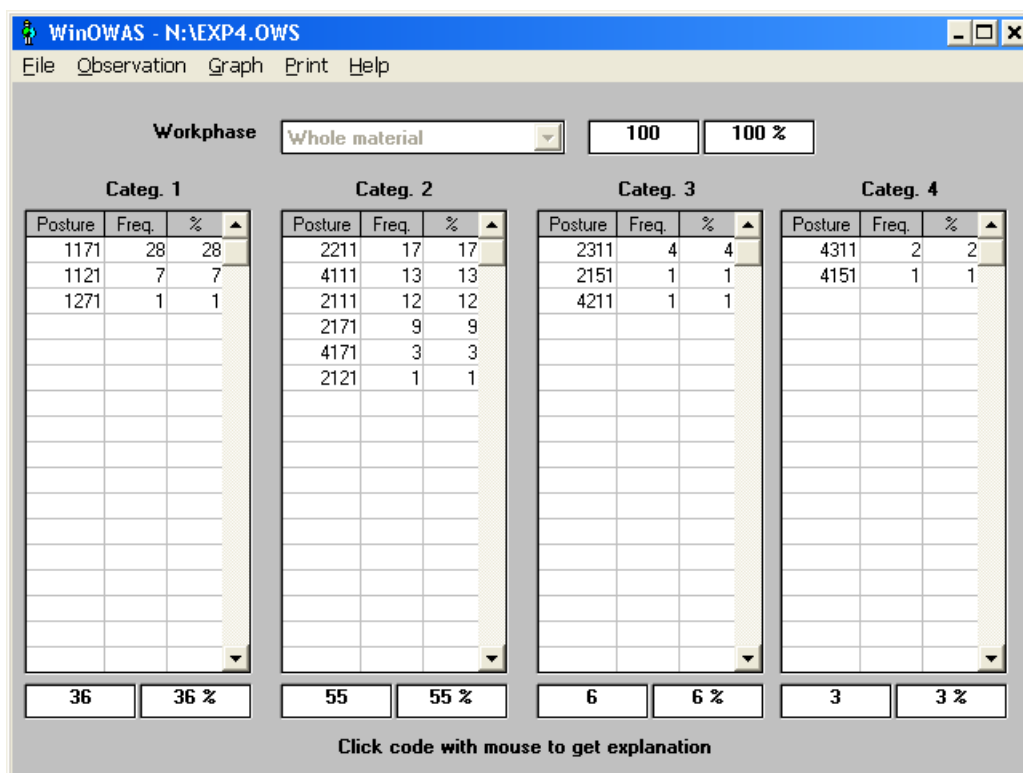 WinOWAS - N:\EXP4.OWS
File Observation Graph Print Help
Workphase Whole material 100 100 %
Categ. 1 Categ. 2 Categ. 3 Categ. 4
Posture Freq. % Posture Freq. % Posture Freq. % Posture Freq. %
1171 28 28 2211 17 17 2311 4 4 4311 2 2
1121 7 7 4111 13 13 2151 1 1 4151 1 1
1271 1 1 2111 12 12 4211 1 1
2171 9 9
4171 3 3
2121 1 1
36 36 % 55 55 % 6 6 % 3 3 %
Click code with mouse to get explanation